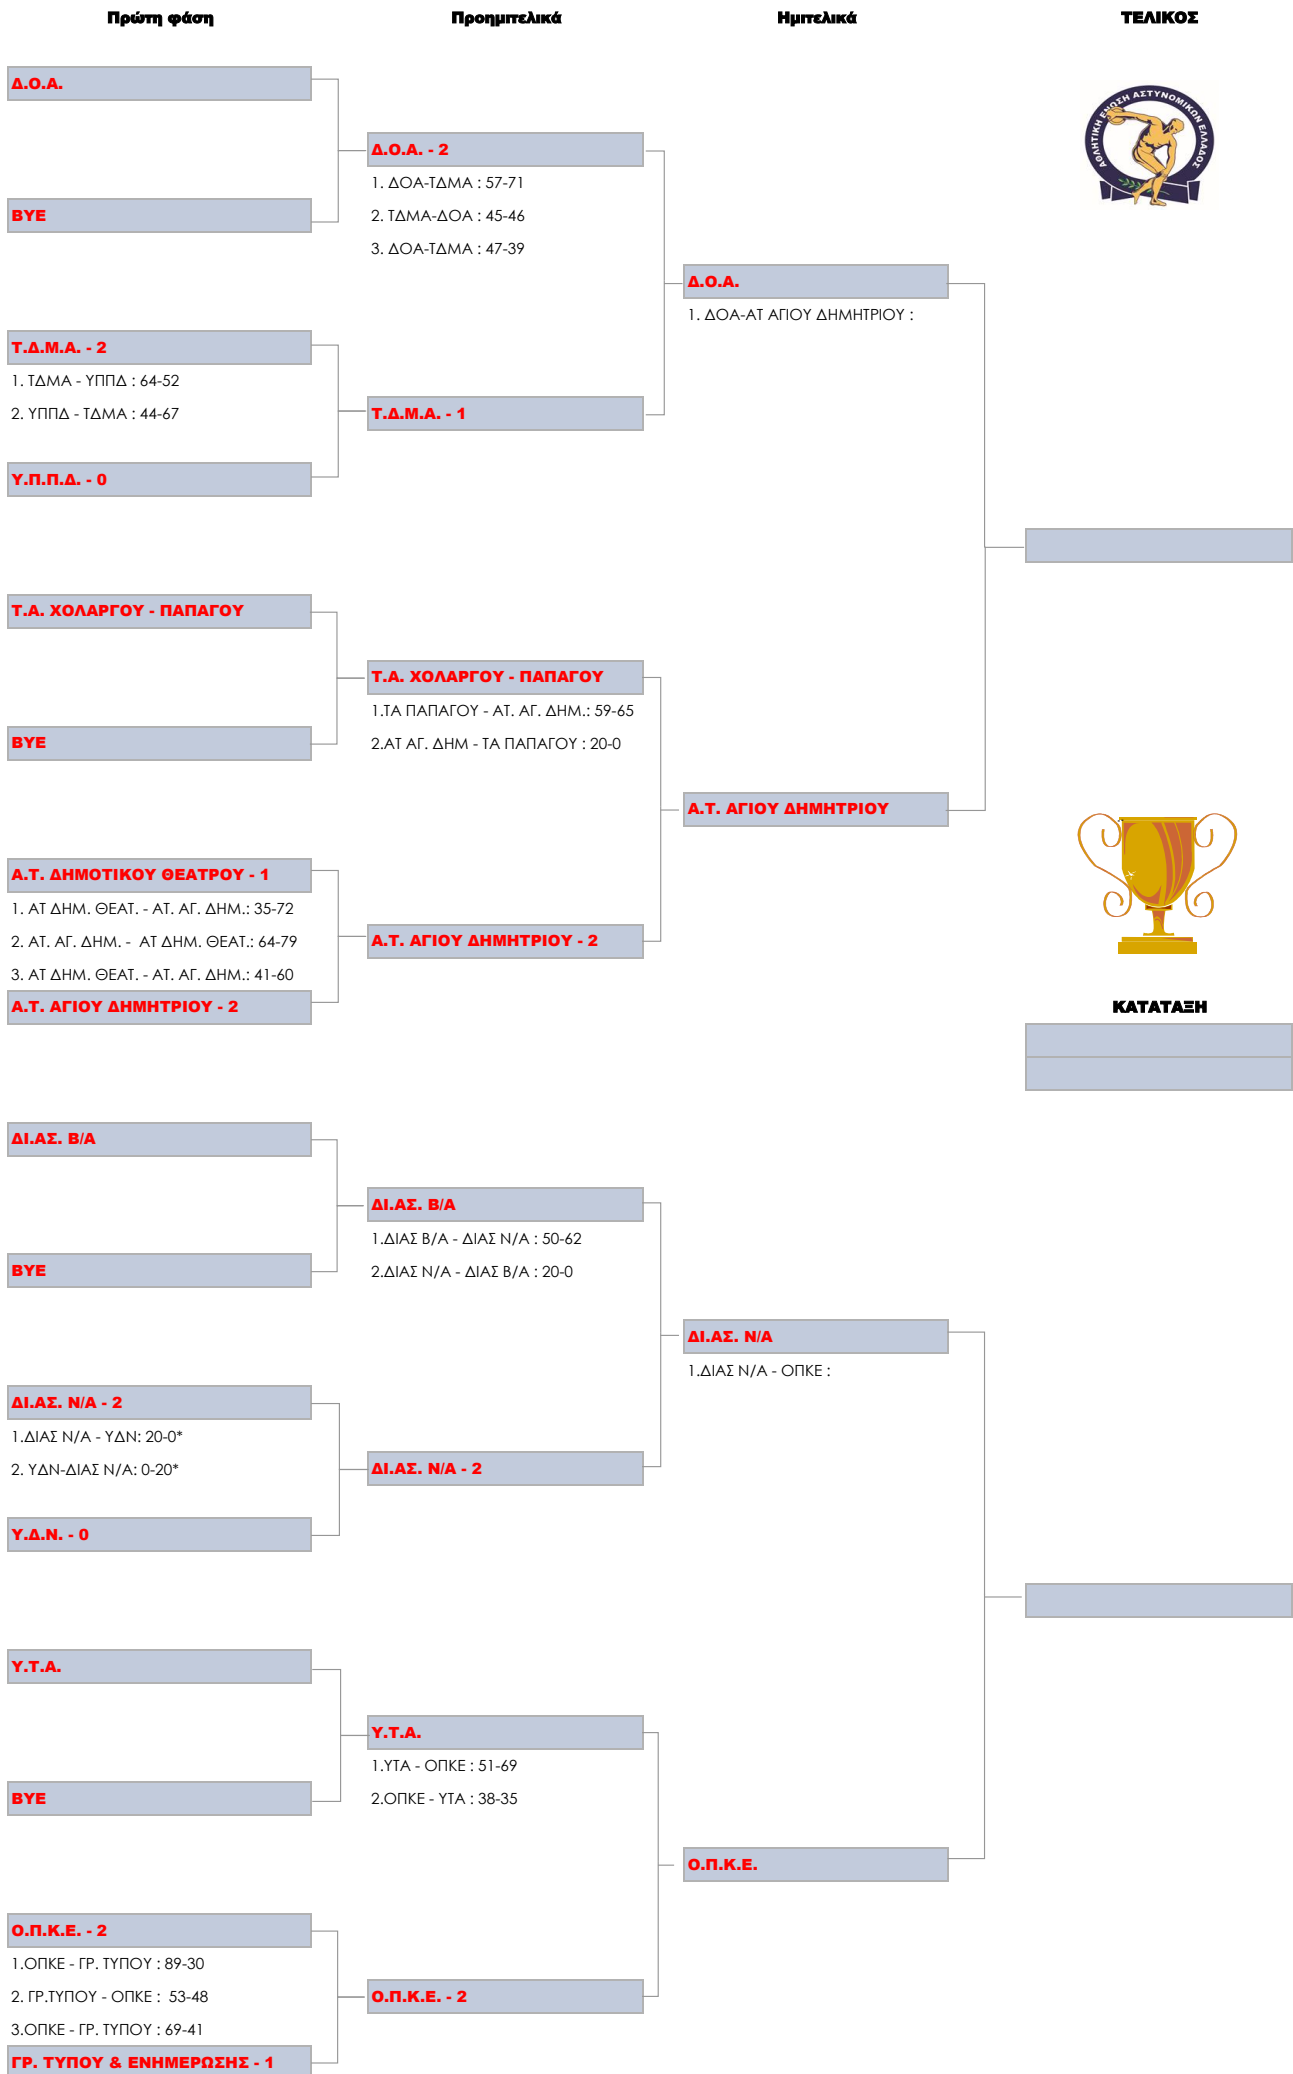 Πρώτη φάση
Προημιτελικά
Ημιτελικά
ΤΕΛΙΚΟΣ
ΑΘΛΗΤΙΚΗ ΕΝΩΣΗ ΑΣΤΥΝΟΜΙΚΩΝ ΕΛΛΑΔΟΣ
Δ.Ο.Α.
Δ.Ο.Α. - 2
1. ΔΟΑ-ΤΔΜΑ : 57-71
2. ΤΔΜΑ-ΔΟΑ : 45-46
3. ΔΟΑ-ΤΔΜΑ : 47-39
BYE
Δ.Ο.Α.
1. ΔΟΑ-ΑΤ ΑΓΙΟΥ ΔΗΜΗΤΡΙΟΥ :
Τ.Δ.Μ.Α. - 2
1. ΤΔΜΑ - ΥΠΠΔ : 64-52
2. ΥΠΠΔ - ΤΔΜΑ : 44-67
Τ.Δ.Μ.Α. - 1
Υ.Π.Π.Δ. - 0
Τ.Α. ΧΟΛΑΡΓΟΥ - ΠΑΠΑΓΟΥ
Τ.Α. ΧΟΛΑΡΓΟΥ - ΠΑΠΑΓΟΥ
1.ΤΑ ΠΑΠΑΓΟΥ - ΑΤ. ΑΓ. ΔΗΜ.: 59-65
2.ΑΤ ΑΓ. ΔΗΜ - ΤΑ ΠΑΠΑΓΟΥ : 20-0
BYE
Α.Τ. ΑΓΙΟΥ ΔΗΜΗΤΡΙΟΥ
Α.Τ. ΔΗΜΟΤΙΚΟΥ ΘΕΑΤΡΟΥ - 1
1. ΑΤ ΔΗΜ. ΘΕΑΤ. - ΑΤ. ΑΓ. ΔΗΜ.: 35-72
2. ΑΤ. ΑΓ. ΔΗΜ. - ΑΤ ΔΗΜ. ΘΕΑΤ.: 64-79
3. ΑΤ ΔΗΜ. ΘΕΑΤ. - ΑΤ. ΑΓ. ΔΗΜ.: 41-60
Α.Τ. ΑΓΙΟΥ ΔΗΜΗΤΡΙΟΥ - 2
Α.Τ. ΑΓΙΟΥ ΔΗΜΗΤΡΙΟΥ - 2
ΚΑΤΑΤΑΞΗ
ΔΙ.ΑΣ. Β/Α
ΔΙ.ΑΣ. Β/Α
1.ΔΙΑΣ Β/Α - ΔΙΑΣ Ν/Α : 50-62
2.ΔΙΑΣ Ν/Α - ΔΙΑΣ Β/Α : 20-0
BYE
ΔΙ.ΑΣ. Ν/Α
1.ΔΙΑΣ Ν/Α - ΟΠΚΕ :
ΔΙ.ΑΣ. Ν/Α - 2
1.ΔΙΑΣ Ν/Α - ΥΔΝ: 20-0*
2. ΥΔΝ-ΔΙΑΣ Ν/Α: 0-20*
ΔΙ.ΑΣ. Ν/Α - 2
Υ.Δ.Ν. - 0
Υ.Τ.Α.
Υ.Τ.Α.
1.ΥΤΑ - ΟΠΚΕ : 51-69
2.ΟΠΚΕ - ΥΤΑ : 38-35
BYE
Ο.Π.Κ.Ε.
Ο.Π.Κ.Ε. - 2
1.ΟΠΚΕ - ΓΡ. ΤΥΠΟΥ : 89-30
2. ΓΡ.ΤΥΠΟΥ - ΟΠΚΕ : 53-48
3.ΟΠΚΕ - ΓΡ. ΤΥΠΟΥ : 69-41
Ο.Π.Κ.Ε. - 2
ΓΡ. ΤΥΠΟΥ & ΕΝΗΜΕΡΩΣΗΣ - 1